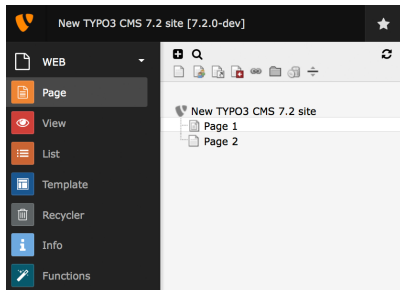 New TYPO3 CMS 7.2 site [7.2.0-dev]
WEB
Page
View
List
Template
Recycler
Info
Functions
New TYPO3 CMS 7.2 site
Page 1
Page 2